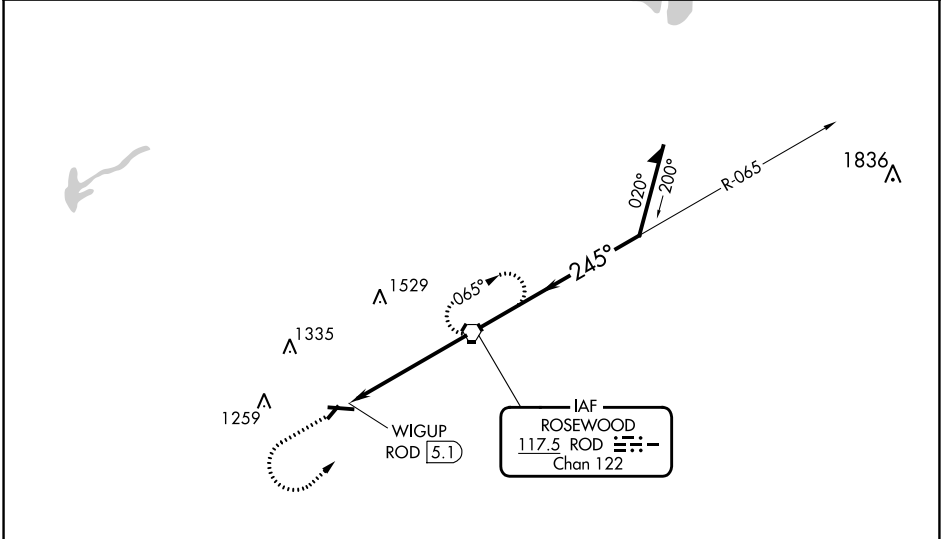 1836
020°
200°
R-065
245°
1529
065°
1335
1259
WIGUP
ROD 5.1
IAF
ROSEWOOD
117.5 ROD
Chan 122